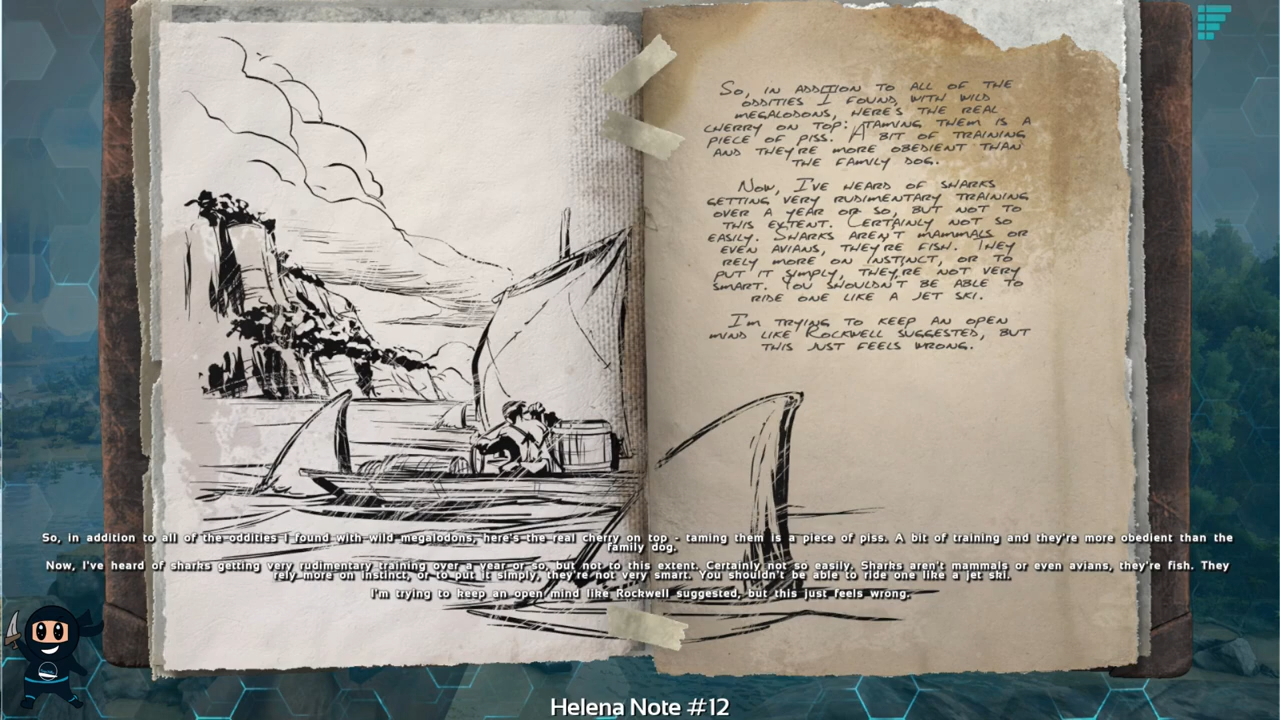 So, in addition to all of the
oddities I found, with wild
megalodons, here's the real
cherry on top: taming them is a
piece of piss. A bit of training
and they're more obedient than
the family dog.
Now, I've heard of sharks
getting very rudimentary training
over a year or so, but not to
this extent. Certainly not so
easily. Sharks aren't mammals or
even avians, they're fish. They
rely more on instinct, or to
put it simply, they're not very
smart. You shouldn't be able to
ride one like a jet ski.
I'm trying to keep an open
mind like Rockwell suggested, but
this just feels wrong.
So, in addition to all of the oddities I found with wild megalodons, here's the real cherry on top - taming them is a piece of piss. A bit of training and they're more obedient than the
family dog.
Now, I've heard of sharks getting very rudimentary training over a year or so, but not to this extent. Certainly not so easily. Sharks aren't mammals or even avians, they're fish. They
rely more on instinct, or to put it simply, they're not very smart. You shouldn't be able to ride one like a jet ski.
I'm trying to keep an open mind like Rockwell suggested, but this just feels wrong.
Helena Note #12